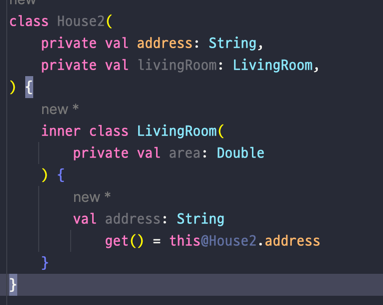 new
class House2(
    private val address: String,
    private val livingRoom: LivingRoom,
) {
    new *
    inner class LivingRoom(
        private val area: Double
    ) {
        new *
        val address: String
            get() = this@House2.address
    }
}